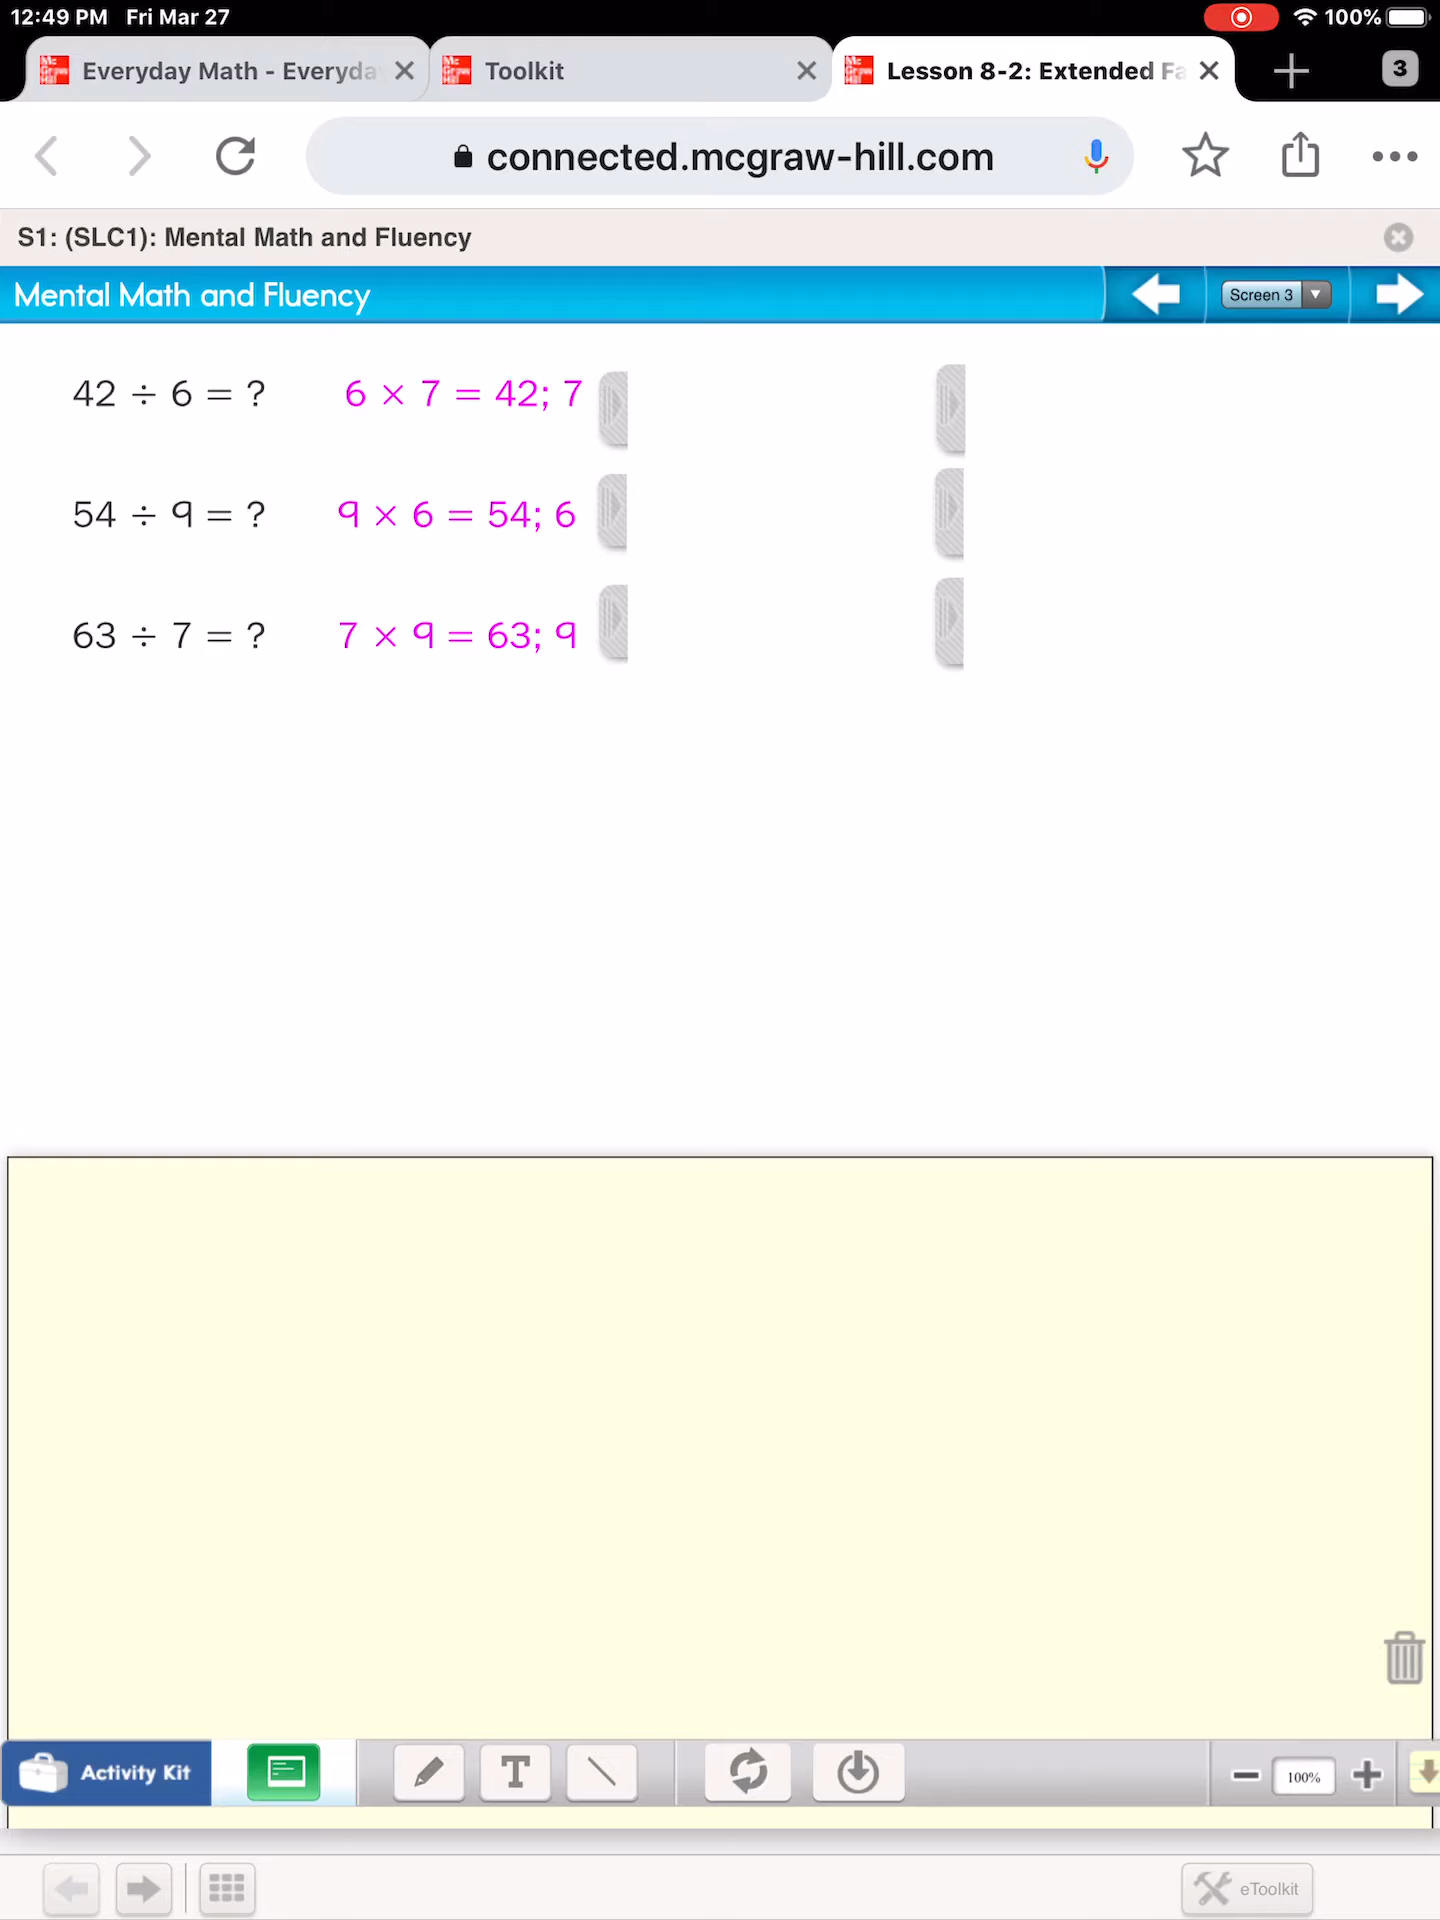 12:49 PM Fri Mar 27
100%
Everyday Math - Everyda
Toolkit
Lesson 8-2: Extended Fa
3
connected.mcgraw-hill.com
S1: (SLC1): Mental Math and Fluency
Mental Math and Fluency
Screen 3
42 ÷ 6 = ? 6 × 7 = 42; 7
54 ÷ 9 = ? 9 × 6 = 54; 6
63 ÷ 7 = ? 7 × 9 = 63; 9
Activity Kit
T
100%
eToolkit